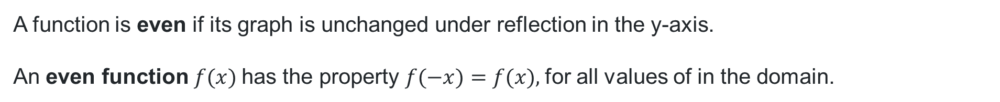 A function is even if its graph is unchanged under reflection in the y-axis.
An even function f(x) has the property f(−x) = f(x), for all values of in the domain.